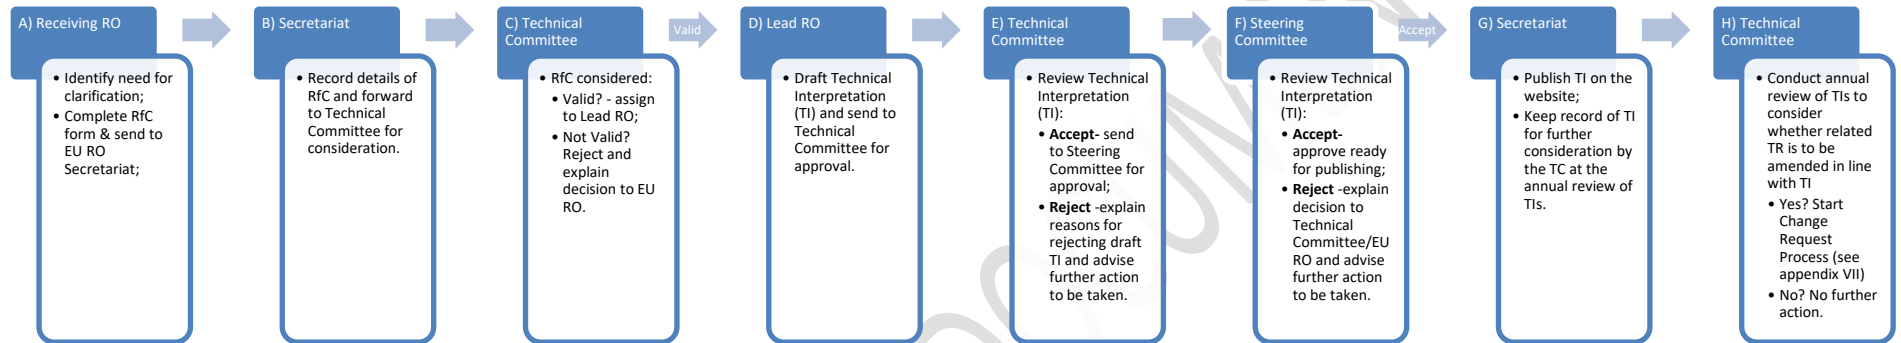 A) Receiving RO
• Identify need for
clarification;
• Complete RfC
form & send to
EU RO
Secretariat;
B) Secretariat
• Record details of
RfC and forward
to Technical
Committee for
consideration.
C) Technical
Committee
• RfC considered:
• Valid? - assign
to Lead RO;
• Not Valid?
Reject and
explain
decision to EU
RO.
Valid
D) Lead RO
• Draft Technical
Interpretation
(TI) and send to
Technical
Committee for
approval.
E) Technical
Committee
• Review Technical
Interpretation
(TI):
• Accept- send
to Steering
Committee for
approval;
• Reject -explain
reasons for
rejecting draft
TI and advise
further action
to be taken.
F) Steering
Committee
• Review Technical
Interpretation
(TI):
• Accept-
approve ready
for publishing;
• Reject -explain
decision to
Technical
Committee/EU
RO and advise
further action
to be taken.
Accept
G) Secretariat
• Publish TI on the
website;
• Keep record of TI
for further
consideration by
the TC at the
annual review of
TIs.
H) Technical
Committee
• Conduct annual
review of TIs to
consider
whether related
TR is to be
amended in line
with TI
• Yes? Start
Change
Request
Process (see
appendix VII)
• No? No further
action.